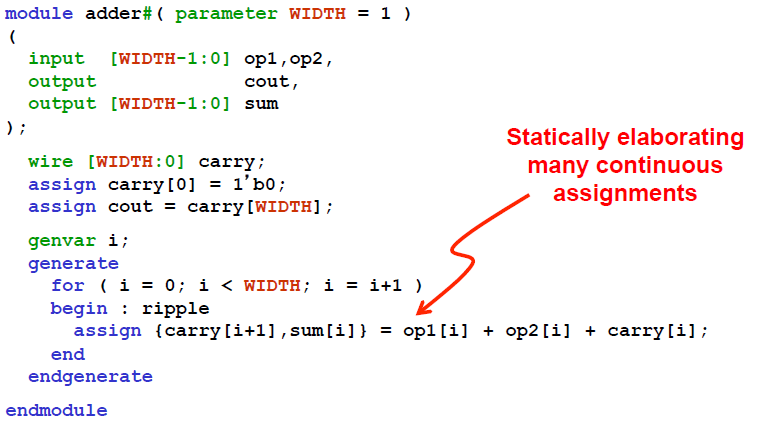 module adder#( parameter WIDTH = 1 )
(
  input  [WIDTH-1:0] op1,op2,
  output             cout,
  output [WIDTH-1:0] sum
);
  wire [WIDTH:0] carry;
  assign carry[0] = 1'b0;
  assign cout = carry[WIDTH];
  genvar i;
  generate
    for ( i = 0; i < WIDTH; i = i+1 )
    begin : ripple
      assign {carry[i+1],sum[i]} = op1[i] + op2[i] + carry[i];
    end
  endgenerate
endmodule
Statically elaborating
many continuous
assignments